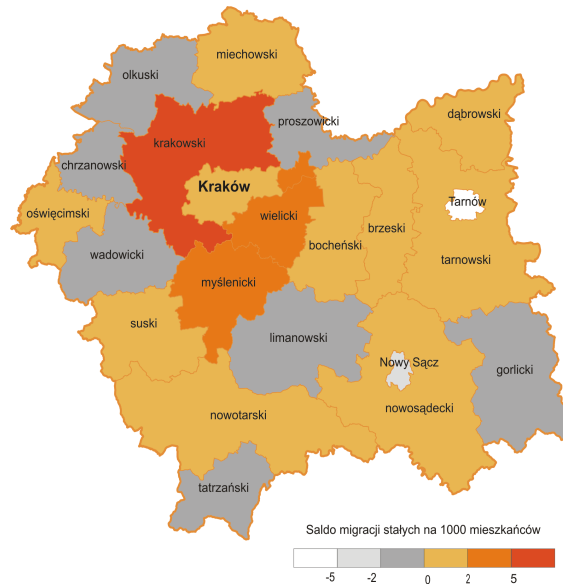 miechowski
olkuski
dąbrowski
proszowicki
krakowski
chrzanowski
Kraków
Tarnów
oświęcimski
wielicki
brzeski
bocheński
wadowicki
tarnowski
myślenicki
suski
limanowski
Nowy Sącz
gorlicki
nowotarski
nowosądecki
tatrzański
Saldo migracji stałych na 1000 mieszkańców
-5 -2 0 2 5